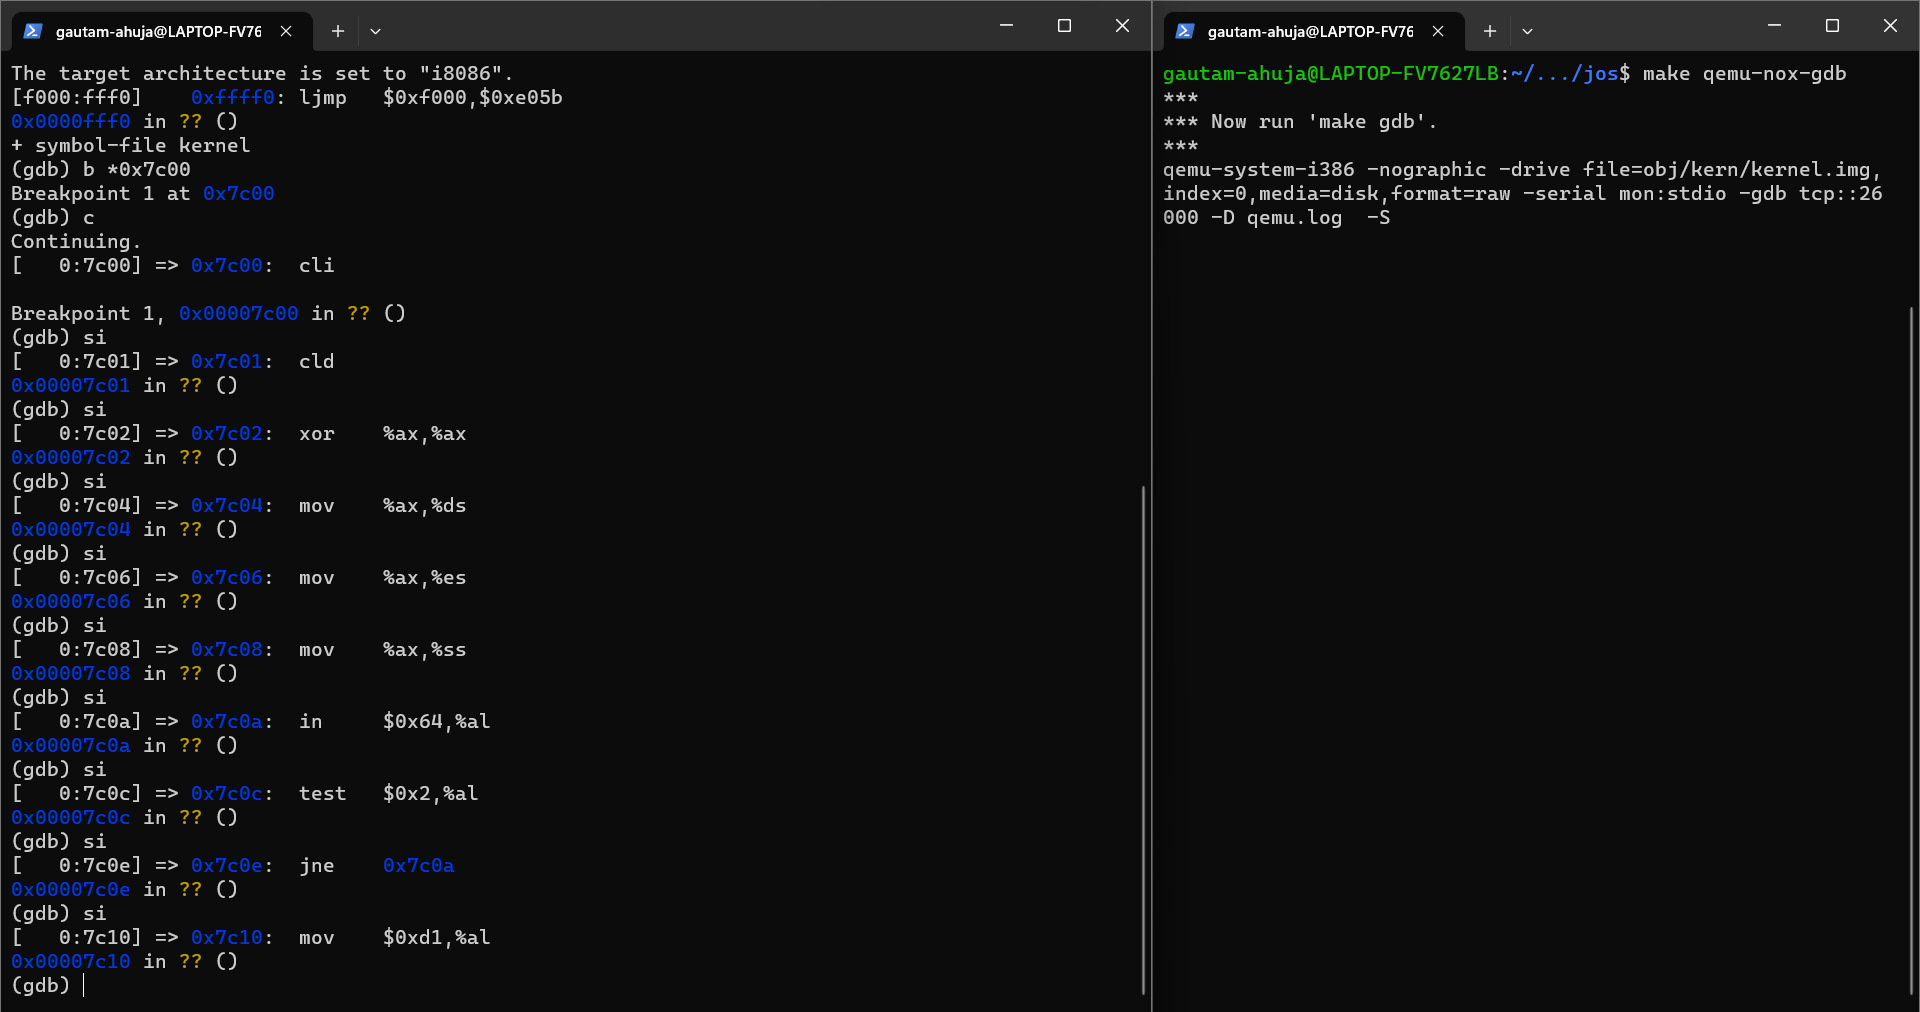 gautam-ahuja@LAPTOP-FV76
The target architecture is set to "i8086".
[f000:fff0]    0xffff0: ljmp   $0xf000,$0xe05b
0x0000fff0 in ?? ()
+ symbol-file kernel
(gdb) b *0x7c00
Breakpoint 1 at 0x7c00
(gdb) c
Continuing.
[   0:7c00] => 0x7c00:  cli

Breakpoint 1, 0x00007c00 in ?? ()
(gdb) si
[   0:7c01] => 0x7c01:  cld
0x00007c01 in ?? ()
(gdb) si
[   0:7c02] => 0x7c02:  xor    %ax,%ax
0x00007c02 in ?? ()
(gdb) si
[   0:7c04] => 0x7c04:  mov    %ax,%ds
0x00007c04 in ?? ()
(gdb) si
[   0:7c06] => 0x7c06:  mov    %ax,%es
0x00007c06 in ?? ()
(gdb) si
[   0:7c08] => 0x7c08:  mov    %ax,%ss
0x00007c08 in ?? ()
(gdb) si
[   0:7c0a] => 0x7c0a:  in     $0x64,%al
0x00007c0a in ?? ()
(gdb) si
[   0:7c0c] => 0x7c0c:  test   $0x2,%al
0x00007c0c in ?? ()
(gdb) si
[   0:7c0e] => 0x7c0e:  jne    0x7c0a
0x00007c0e in ?? ()
(gdb) si
[   0:7c10] => 0x7c10:  mov    $0xd1,%al
0x00007c10 in ?? ()
(gdb)
gautam-ahuja@LAPTOP-FV76
gautam-ahuja@LAPTOP-FV7627LB:~/.../jos$ make qemu-nox-gdb
***
*** Now run 'make gdb'.
***
qemu-system-i386 -nographic -drive file=obj/kern/kernel.img,
index=0,media=disk,format=raw -serial mon:stdio -gdb tcp::26
000 -D qemu.log  -S